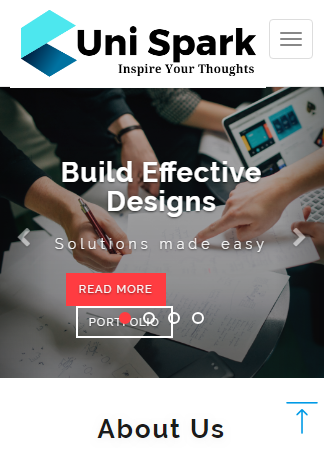 Uni Spark
Inspire Your Thoughts
Build Effective
Designs
Solutions made easy
READ MORE
PORTFOLIO
About Us